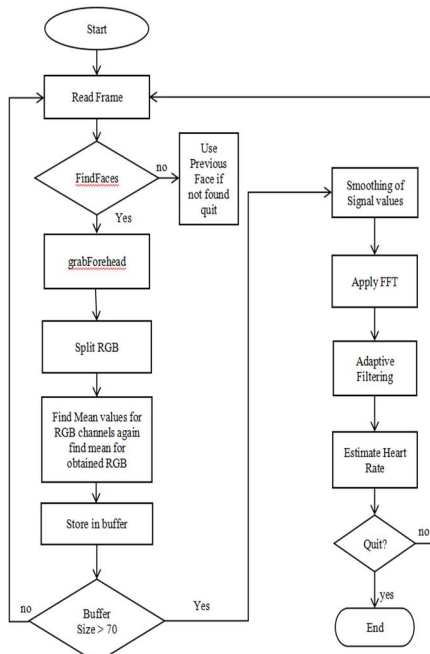 Start
Read Frame
FindFaces
no
Use
Previous
Face if
not found
quit
Yes
grabForehead
Split RGB
Find Mean values for
RGB channels again
find mean for
obtained RGB
Store in buffer
Buffer
Size > 70
no
Yes
Smoothing of
Signal values
Apply FFT
Adaptive
Filtering
Estimate Heart
Rate
Quit?
no
yes
End